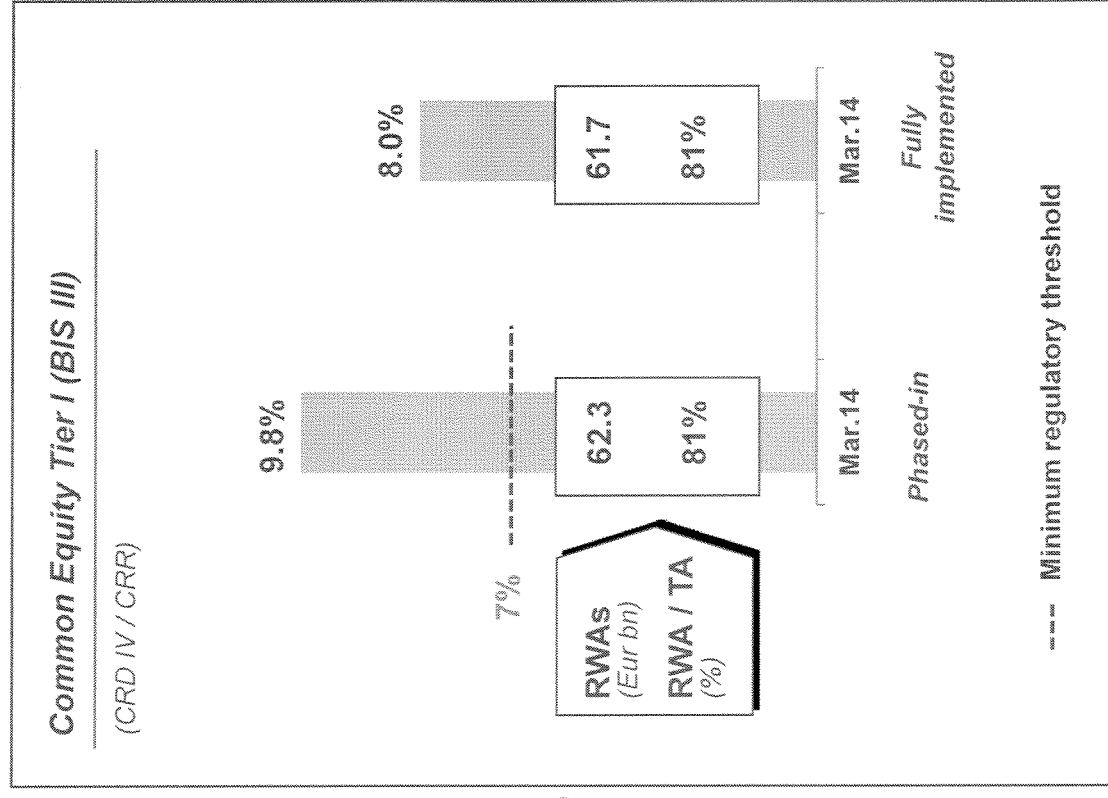 Common Equity Tier I (BIS III)
(CRD IV / CRR)
9.8%
8.0%
7%
RWAs
(Eur bn)
62.3
61.7
RWA / TA
(%)
81%
81%
Mar.14
Mar.14
Phased-in
Fully
implemented
--- Minimum regulatory threshold